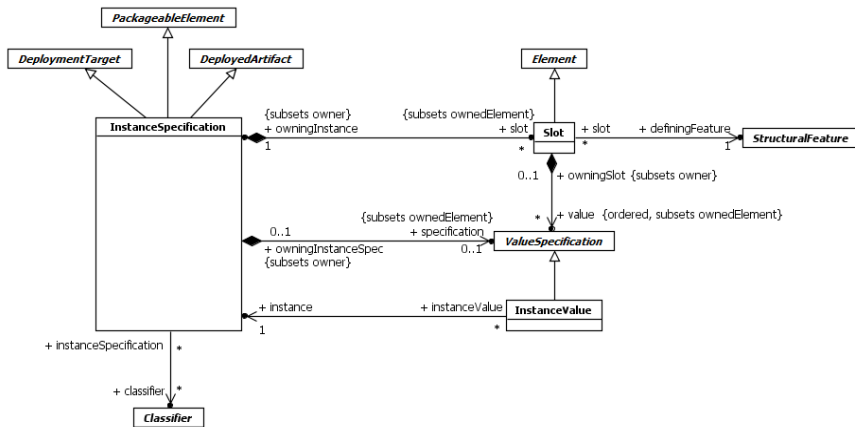 PackageableElement
DeploymentTarget
DeployedArtifact
Element
InstanceSpecification
{subsets owner}
+ owningInstance
1
{subsets ownedElement}
+ slot
*
Slot
+ slot
*
+ definingFeature
1
StructuralFeature
0..1
+ owningSlot {subsets owner}
* + value {ordered, subsets ownedElement}
0..1
+ owningInstanceSpec
{subsets owner}
{subsets ownedElement}
+ specification
0..1
ValueSpecification
+ instance
1
+ instanceValue
*
InstanceValue
+ instanceSpecification *
+ classifier *
Classifier